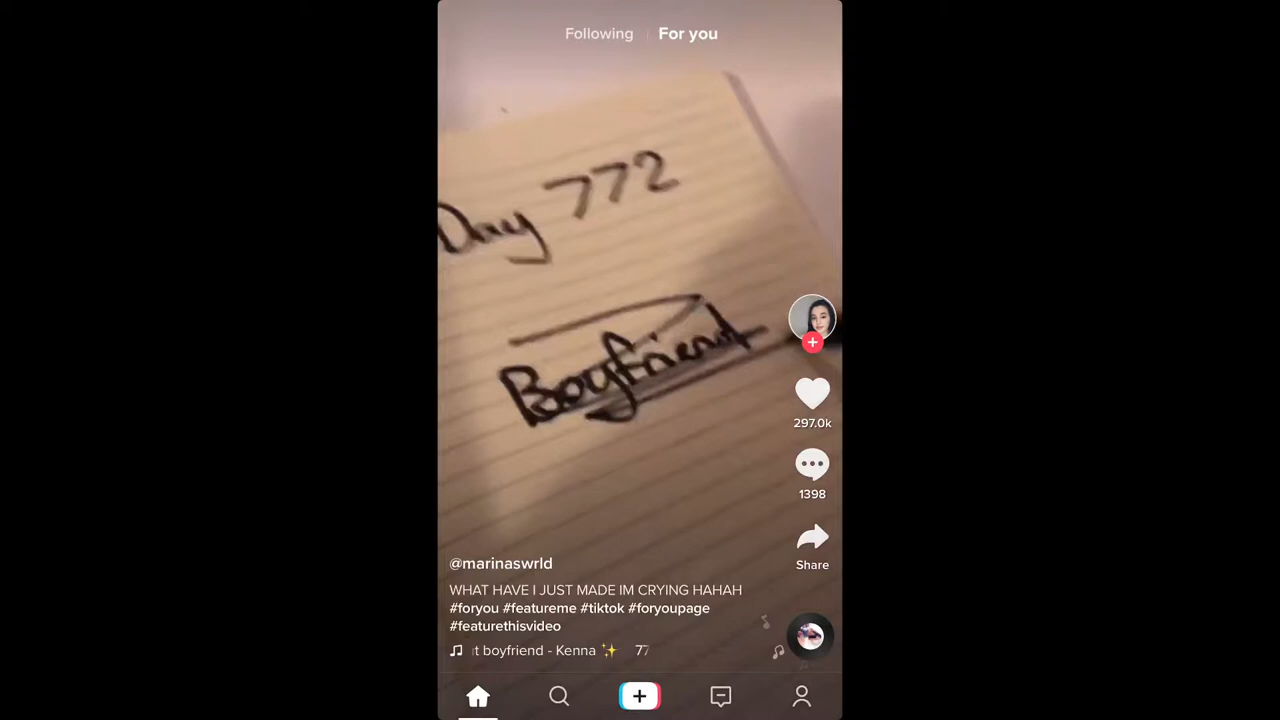 Following
For you
Day 772
Boyfriend
297.0k
1398
Share
@marinaswrld
WHAT HAVE I JUST MADE IM CRYING HAHAH
#foryou #featureme #tiktok #foryoupage
#featurethisvideo
t boyfriend - Kenna ✨ 77